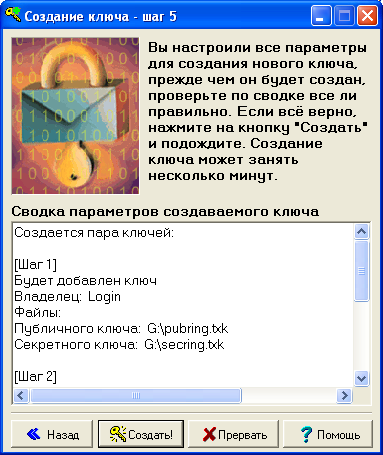 Создание ключа - шаг 5
Вы настроили все параметры
для создания нового ключа,
прежде чем он будет создан,
проверьте по сводке все ли
правильно. Если всё верно,
нажмите на кнопку "Создать"
и подождите. Создание
ключа может занять
несколько минут.
Сводка параметров создаваемого ключа
Создается пара ключей:
[Шаг 1]
Будет добавлен ключ
Владелец: Login
Файлы:
Публичного ключа: G:\pubring.txk
Секретного ключа: G:\secring.txk
[Шаг 2]
Назад
Создать!
Прервать
Помощь